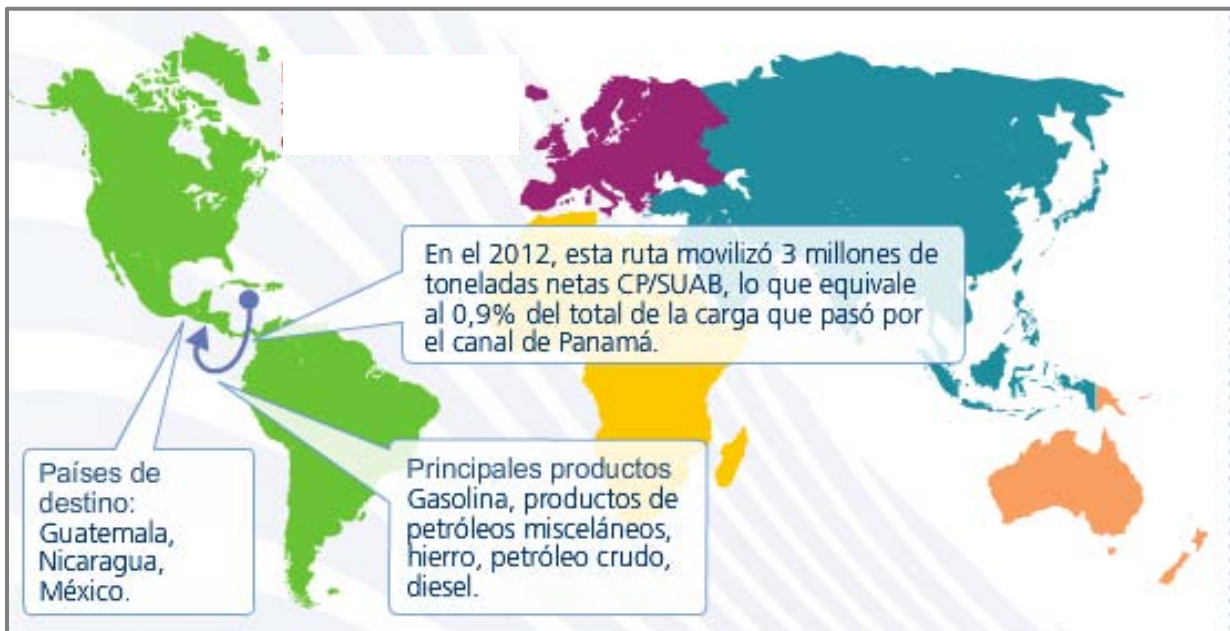 En el 2012, esta ruta movilizó 3 millones de
toneladas netas CP/SUAB, lo que equivale
al 0,9% del total de la carga que pasó por
el canal de Panamá.
Países de
destino:
Guatemala,
Nicaragua,
México.
Principales productos
Gasolina, productos de
petróleos misceláneos,
hierro, petróleo crudo,
diesel.